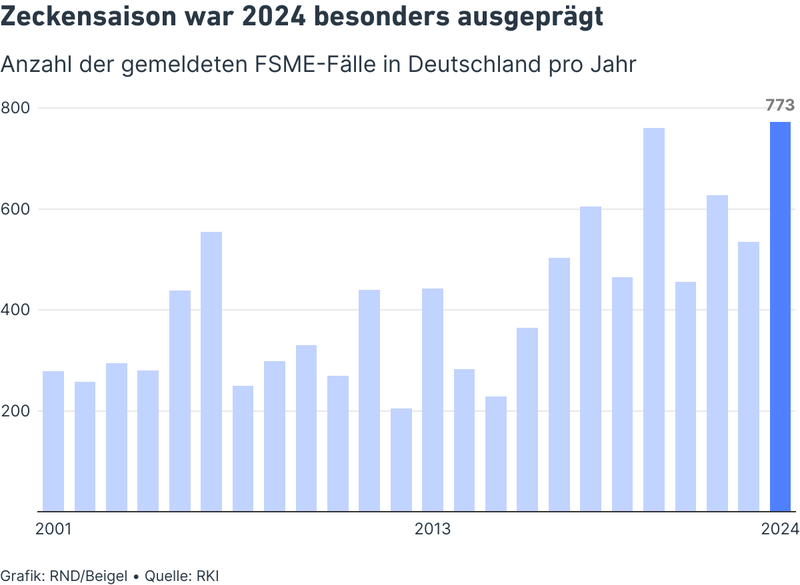 Zeckensaison war 2024 besonders ausgeprägt
Anzahl der gemeldeten FSME-Fälle in Deutschland pro Jahr
800
773
600
400
200
2001 2013 2024
Grafik: RND/Beigel • Quelle: RKI